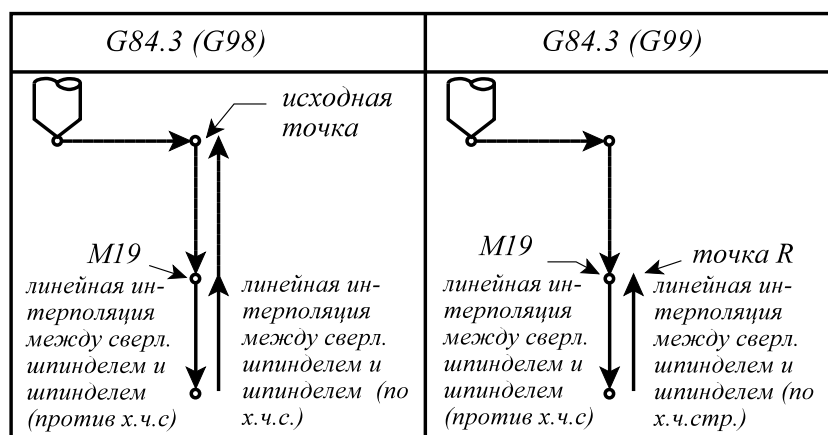 G84.3 (G98)
G84.3 (G99)
исходная
точка
М19
линейная ин-
терполяция
между сверл.
шпинделем и
шпинделем
(против х.ч.с)
линейная ин-
терполяция
между сверл.
шпинделем и
шпинделем (по
х.ч.с.)
М19
линейная ин-
терполяция
между сверл.
шпинделем и
шпинделем
(против х.ч.с)
точка R
линейная ин-
терполяция
между сверл.
шпинделем и
шпинделем (по
х.ч.стр.)